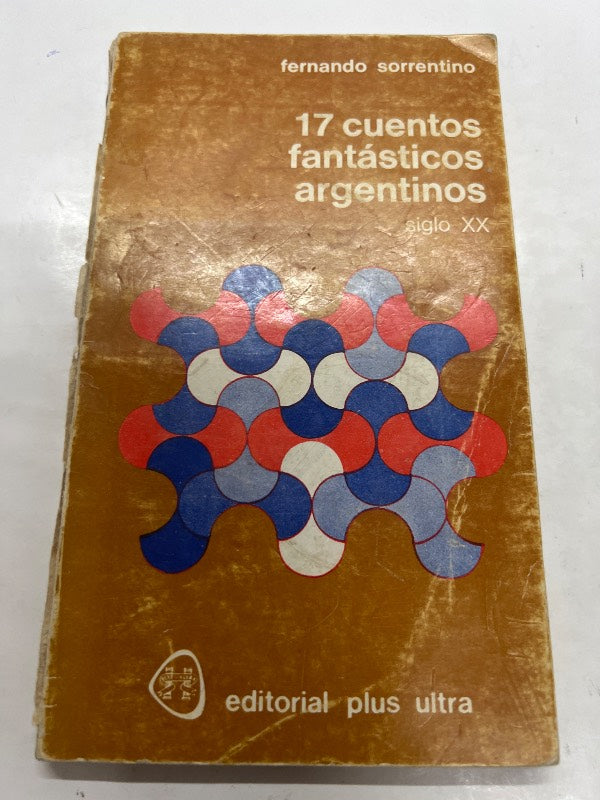 fernando sorrentino
17 cuentos
fantásticos
argentinos
siglo XX
editorial plus ultra